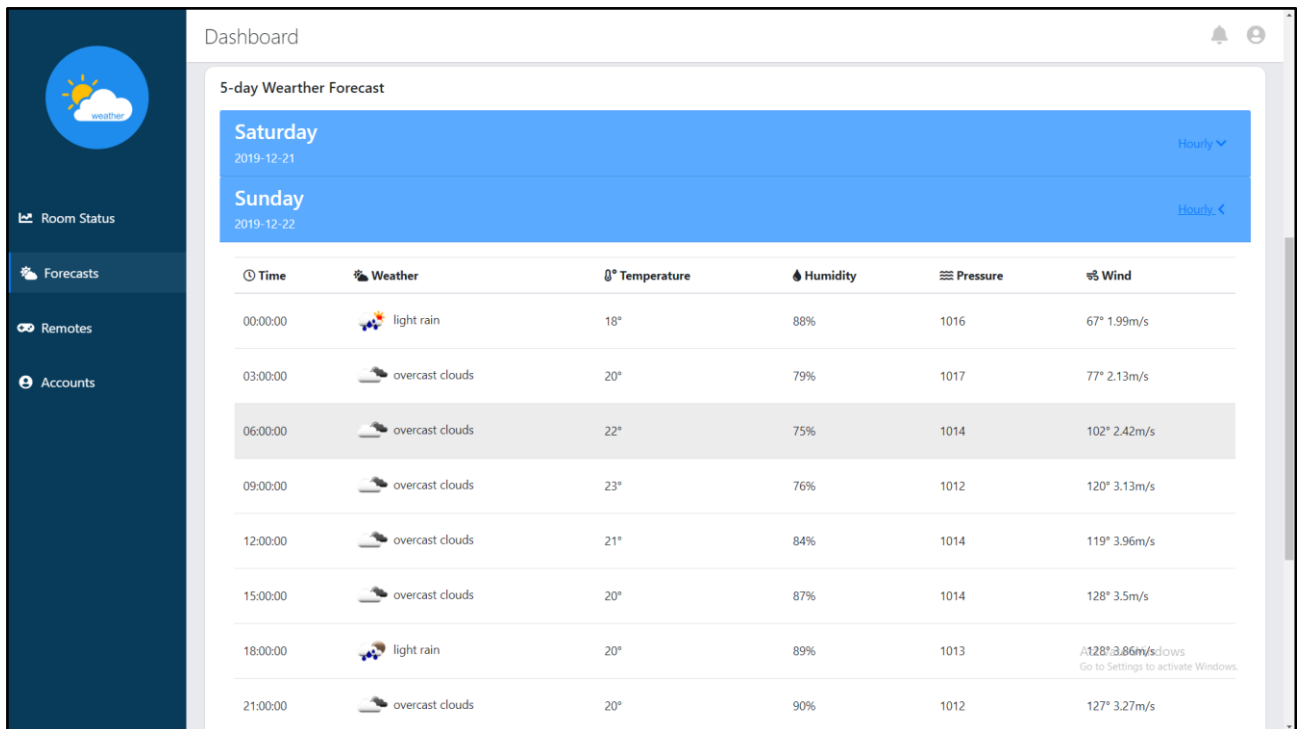 Dashboard
weather
5-day Wearther Forecast
Saturday
2019-12-21
Hourly
Sunday
2019-12-22
Hourly
Room Status
Forecasts
Remotes
Accounts
Time Weather Temperature Humidity Pressure Wind
00:00:00 light rain 18° 88% 1016 67° 1.99m/s
03:00:00 overcast clouds 20° 79% 1017 77° 2.13m/s
06:00:00 overcast clouds 22° 75% 1014 102° 2.42m/s
09:00:00 overcast clouds 23° 76% 1012 120° 3.13m/s
12:00:00 overcast clouds 21° 84% 1014 119° 3.96m/s
15:00:00 overcast clouds 20° 87% 1014 128° 3.5m/s
18:00:00 light rain 20° 89% 1013 128° 3.86m/s
Go to Settings to activate Windows.
21:00:00 overcast clouds 20° 90% 1012 127° 3.27m/s